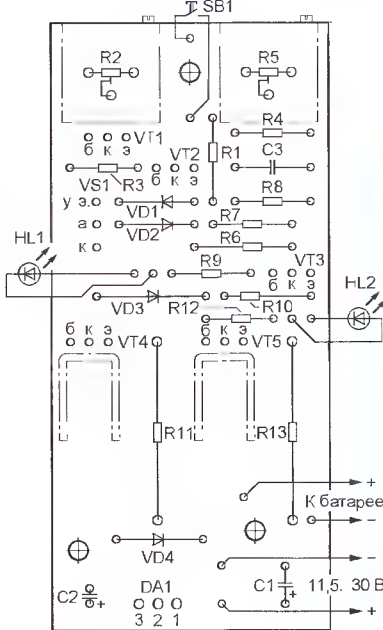 SB1
R2
R5
R4
б к э VT1
VT2
R1
C3
VS1 R3
б к э
R8
у э.
VD1
R7
а
VD2
R6
к
HL1
R9
VT3
б к э
HL2
VD3
R12
R10
б к э
VT4
б к э
VT5
R11
R13
+
К батарее
−
VD4
−
C2
+
DA1
C1
+
11,5. 30 В
3 2 1
+